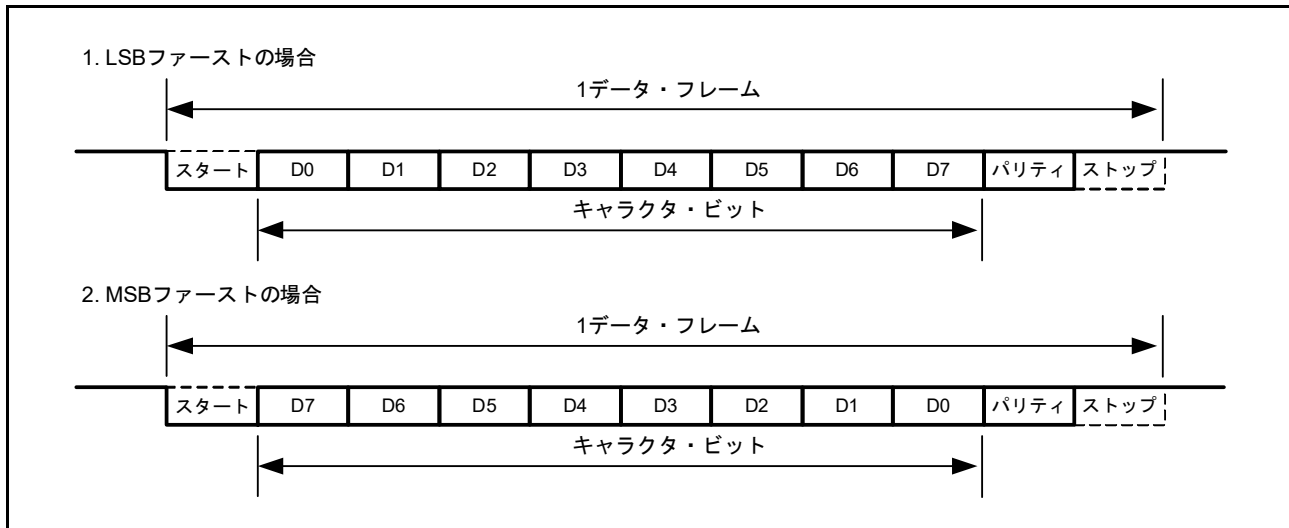 1. LSBファーストの場合
1データ・フレーム
スタート D0 D1 D2 D3 D4 D5 D6 D7 パリティ ストップ
キャラクタ・ビット
2. MSBファーストの場合
1データ・フレーム
スタート D7 D6 D5 D4 D3 D2 D1 D0 パリティ ストップ
キャラクタ・ビット